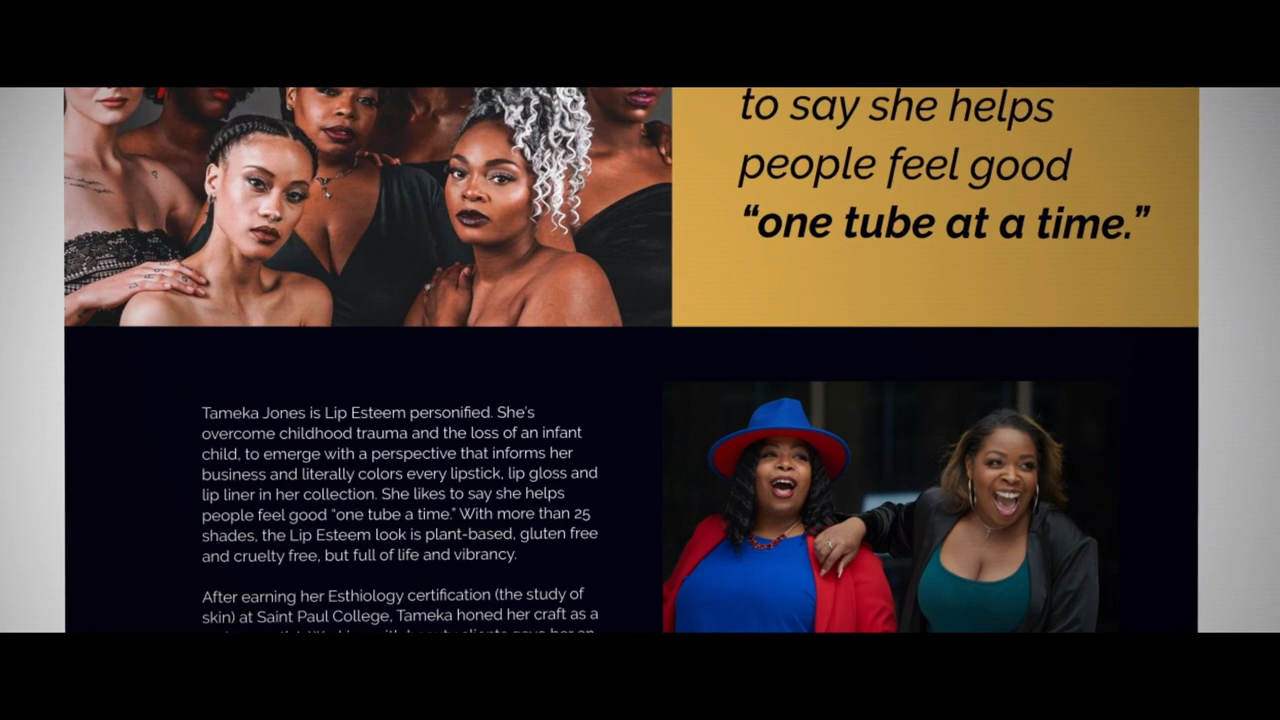 to say she helps
people feel good
“one tube at a time.”
Tameka Jones is Lip Esteem personified. She's
overcome childhood trauma and the loss of an infant
child, to emerge with a perspective that informs her
business and literally colors every lipstick, lip gloss and
lip liner in her collection. She likes to say she helps
people feel good “one tube a time.” With more than 25
shades, the Lip Esteem look is plant-based, gluten free
and cruelty free, but full of life and vibrancy.
After earning her Esthiology certification (the study of
skin) at Saint Paul College, Tameka honed her craft as a